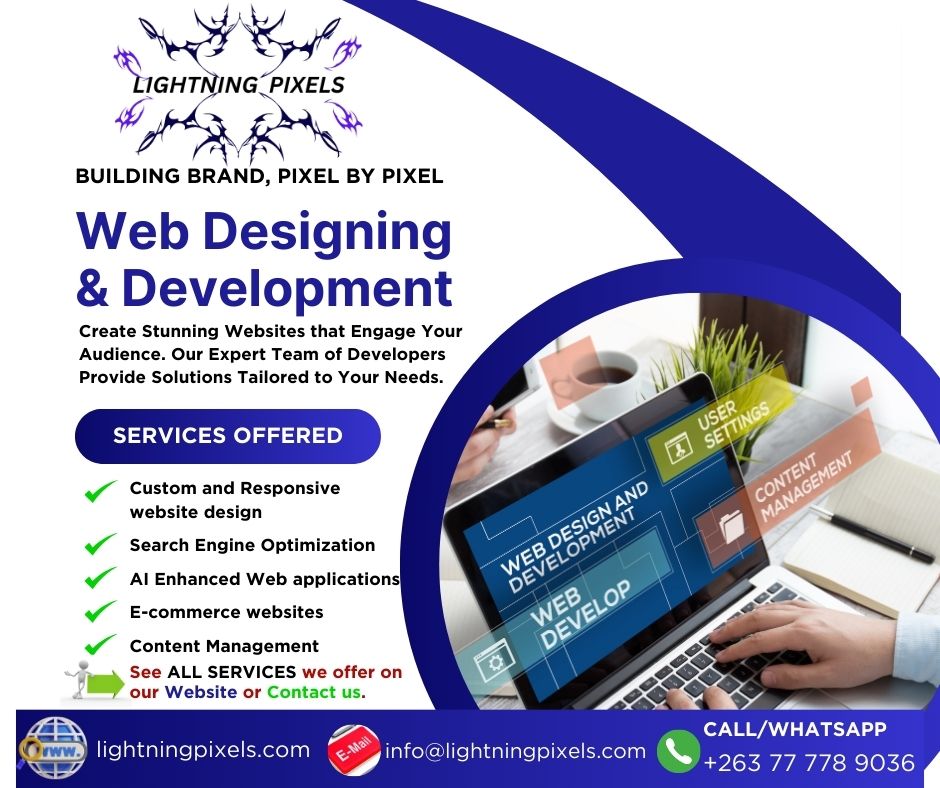 LIGHTNING PIXELS
BUILDING BRAND, PIXEL BY PIXEL
Web Designing
& Development
Create Stunning Websites that Engage Your
Audience. Our Expert Team of Developers
Provide Solutions Tailored to Your Needs.
SERVICES OFFERED
Custom and Responsive
website design
Search Engine Optimization
AI Enhanced Web applications
E-commerce websites
Content Management
See ALL SERVICES we offer on
our Website or Contact us.
USER
SETTINGS
CONTENT
MANAGEMENT
WEB DESIGN AND
DEVELOPMENT
WEB
DEVELOP
www.
lightningpixels.com
E-Mail
info@lightningpixels.com
CALL/WHATSAPP
+263 77 778 9036